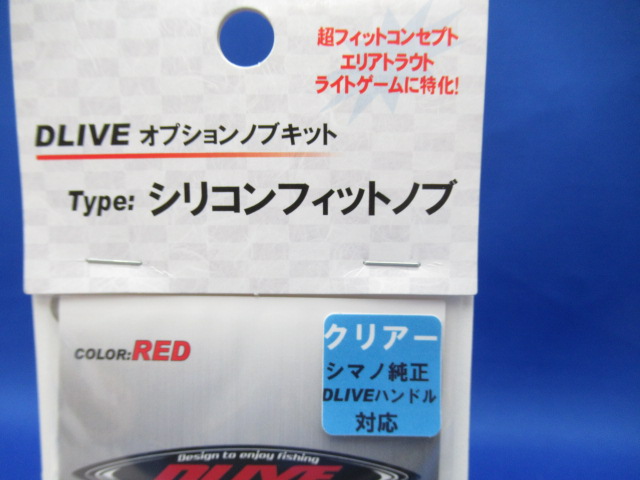 超フィットコンセプト
エリアトラウト
ライトゲームに特化!
DLIVE オプションノブキット
Type: シリコンフィットノブ
COLOR:RED
クリアー
シマノ純正
DLIVEハンドル
対応
Design to enjoy fishing
DLIVE